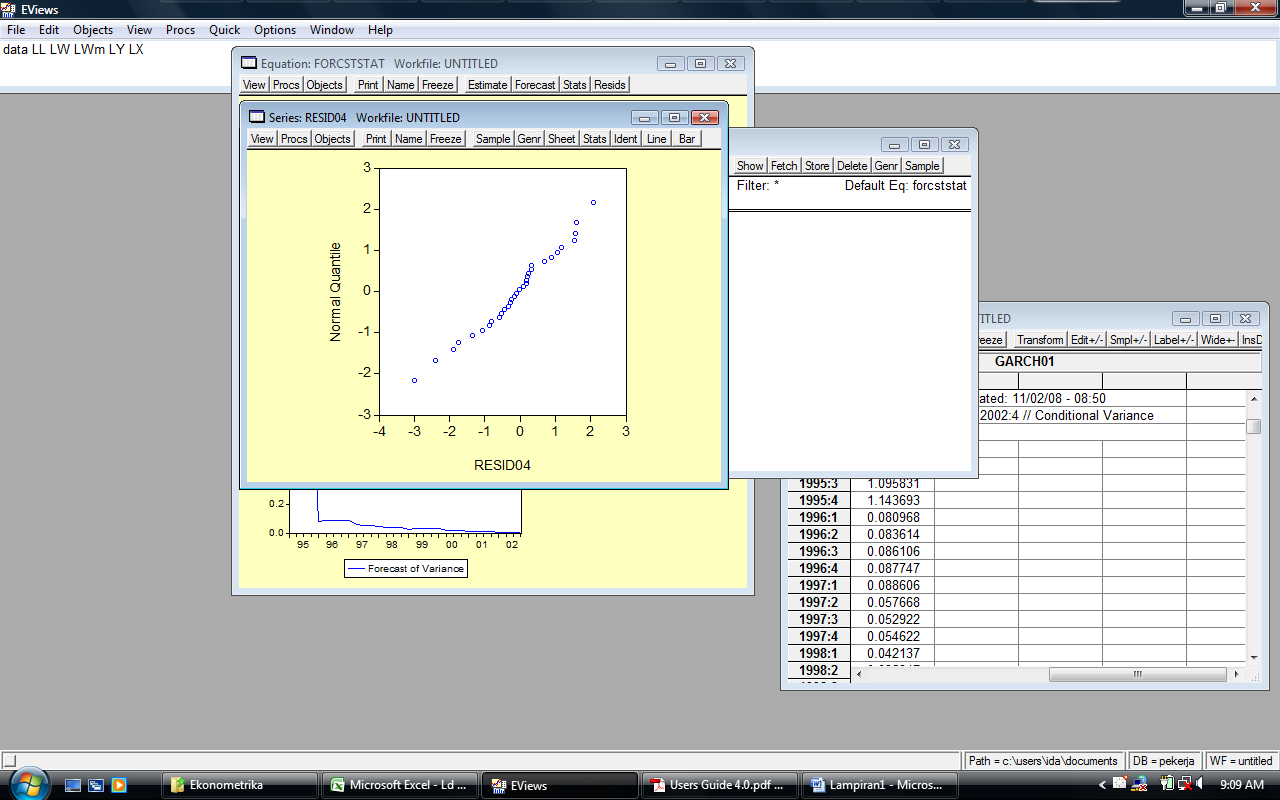 EViews
File Edit Objects View Procs Quick Options Window Help
data LL LW LWm LY LX
Equation: FORCSTSTAT Workfile: UNTITLED
View Procs Objects Print Name Freeze Estimate Forecast Stats Resids
Series: RESID04 Workfile: UNTITLED
View Procs Objects Print Name Freeze Sample Genr Sheet Stats Ident Line Bar
3
2
1
0
-1
-2
-3
Normal Quantile
-4 -3 -2 -1 0 1 2 3
RESID04
0.2
0.0
95 96 97 98 99 00 01 02
Forecast of Variance
Show Fetch Store Delete Genr Sample
Filter: * Default Eq: forcststat
TITLED
reeze Transform Edit+/- Smpl+/- Label+/- Wide+- InsD
GARCH01
ated: 11/02/08 - 08:50
2002:4 // Conditional Variance
1995:3 1.095831
1995:4 1.143693
1996:1 0.080968
1996:2 0.083614
1996:3 0.086106
1996:4 0.087747
1997:1 0.088606
1997:2 0.057668
1997:3 0.052922
1997:4 0.054622
1998:1 0.042137
1998:2
Path = c:\users\ida\documents DB = pekerja WF = untitled
Ekonometrika Microsoft Excel - Ld ... EViews Users Guide 4.0.pdf ... Lampiran1 - Micros... 9:09 AM